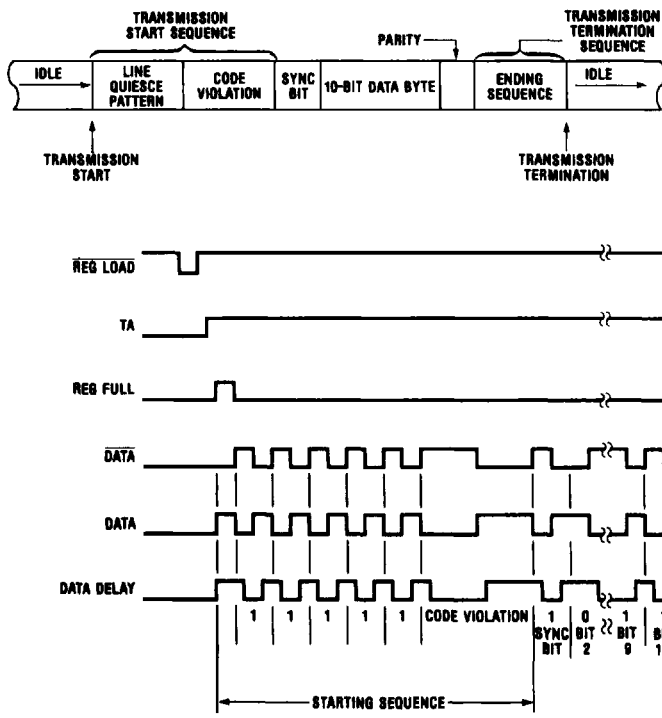 TRANSMISSION
START SEQUENCE
PARITY
TRANSMISSION
TERMINATION
SEQUENCE
IDLE
LINE
QUIESCE
PATTERN
CODE
VIOLATION
SYNC
BIT
10-BIT DATA BYTE
ENDING
SEQUENCE
IDLE
TRANSMISSION
START
TRANSMISSION
TERMINATION
REG LOAD
TA
REG FULL
DATA
DATA
DATA DELAY
1 1 1 1 1 CODE VIOLATION 1 0 1 1
SYNC BIT BIT B
BIT 2 9 1
STARTING SEQUENCE